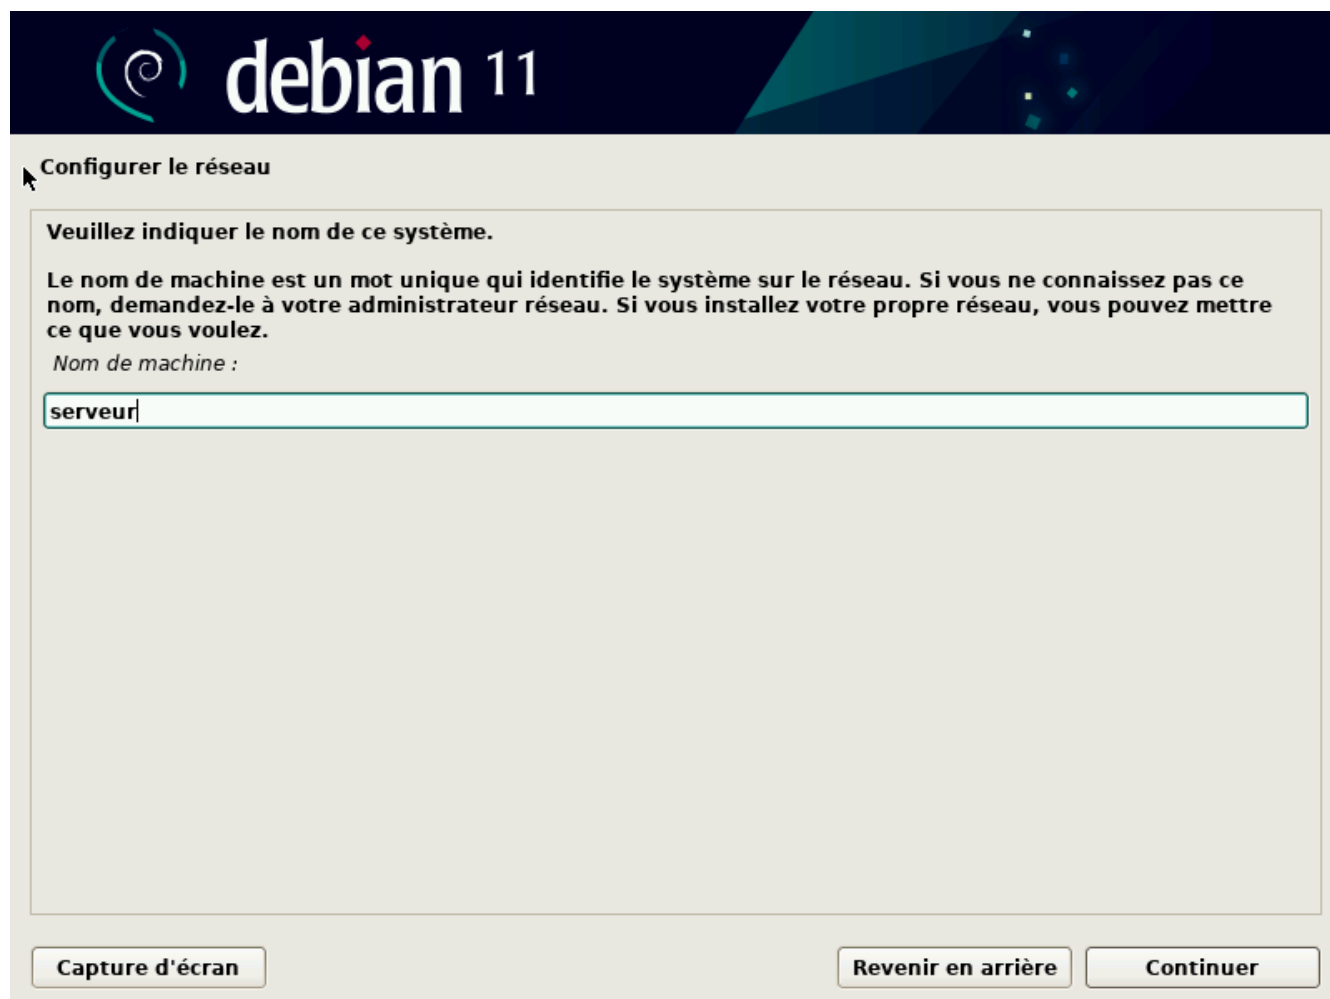 debian 11
Configurer le réseau
Veuillez indiquer le nom de ce système.
Le nom de machine est un mot unique qui identifie le système sur le réseau. Si vous ne connaissez pas ce
nom, demandez-le à votre administrateur réseau. Si vous installez votre propre réseau, vous pouvez mettre
ce que vous voulez.
Nom de machine :
serveur
Capture d'écran
Revenir en arrière
Continuer